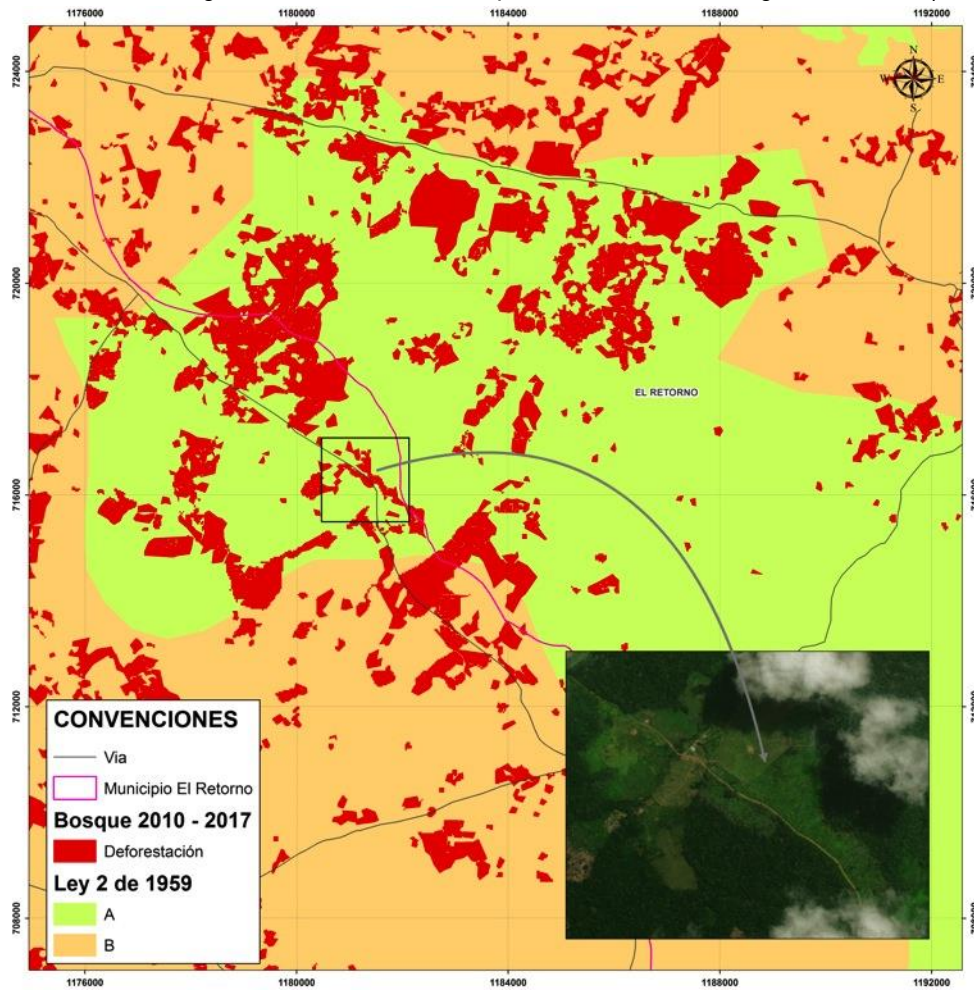 1176000 1180000 1184000 1188000 1192000
724000
N
W E
S
720000
EL RETORNO
716000
712000
CONVENCIONES
Via
Municipio El Retorno
Bosque 2010 - 2017
Deforestación
Ley 2 de 1959
A
B
708000
1176000 1180000 1184000 1188000 1192000